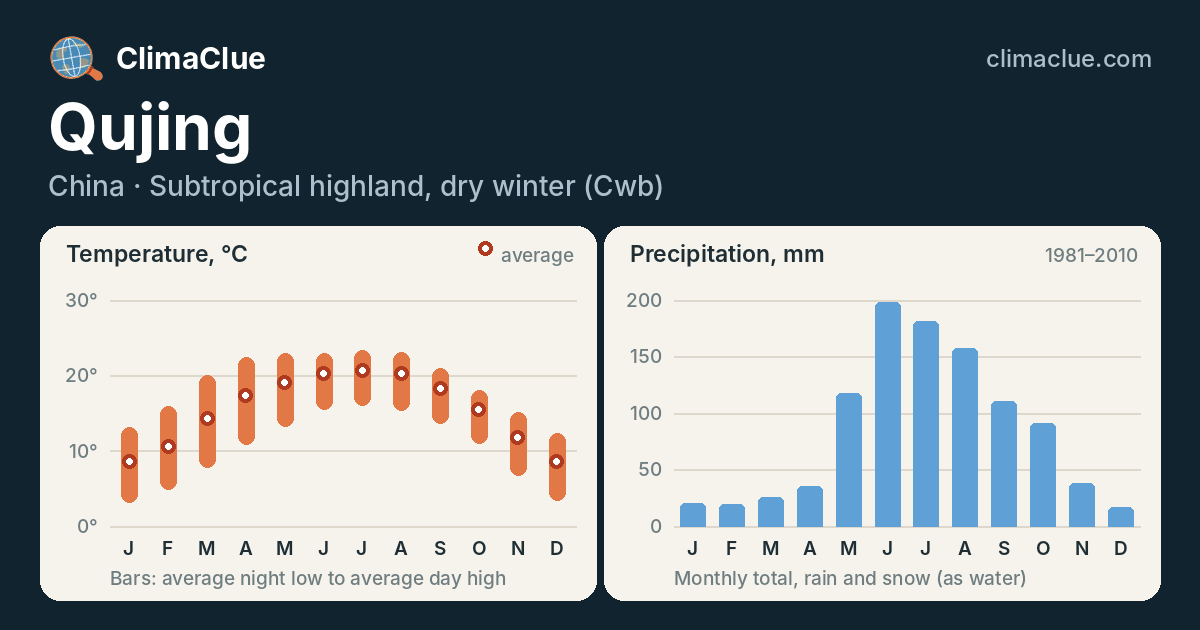 ClimaClue
climaclue.com
Qujing
China · Subtropical highland, dry winter (Cwb)
Temperature, °C
average
30°
20°
10°
0°
J F M A M J J A S O N D
Bars: average night low to average day high
Precipitation, mm
1981–2010
200
150
100
50
0
J F M A M J J A S O N D
Monthly total, rain and snow (as water)